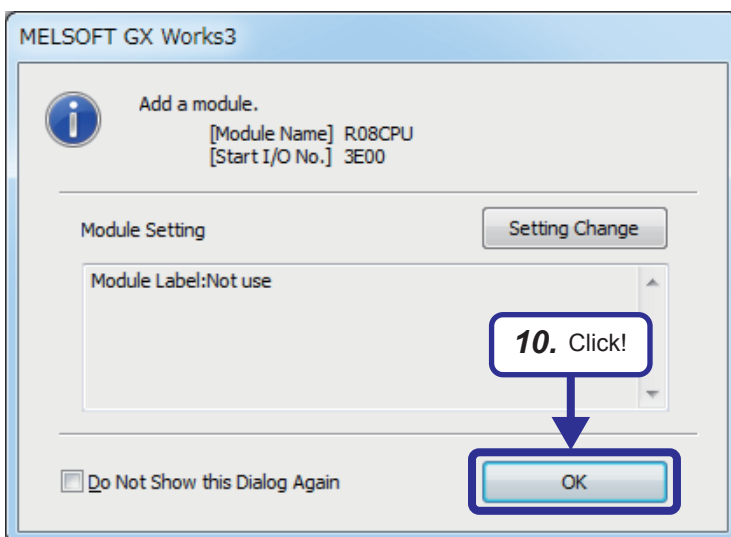 MELSOFT GX Works3
Add a module.
[Module Name] R08CPU
[Start I/O No.] 3E00
Module Setting
Setting Change
Module Label:Not use
10. Click!
Do Not Show this Dialog Again
OK